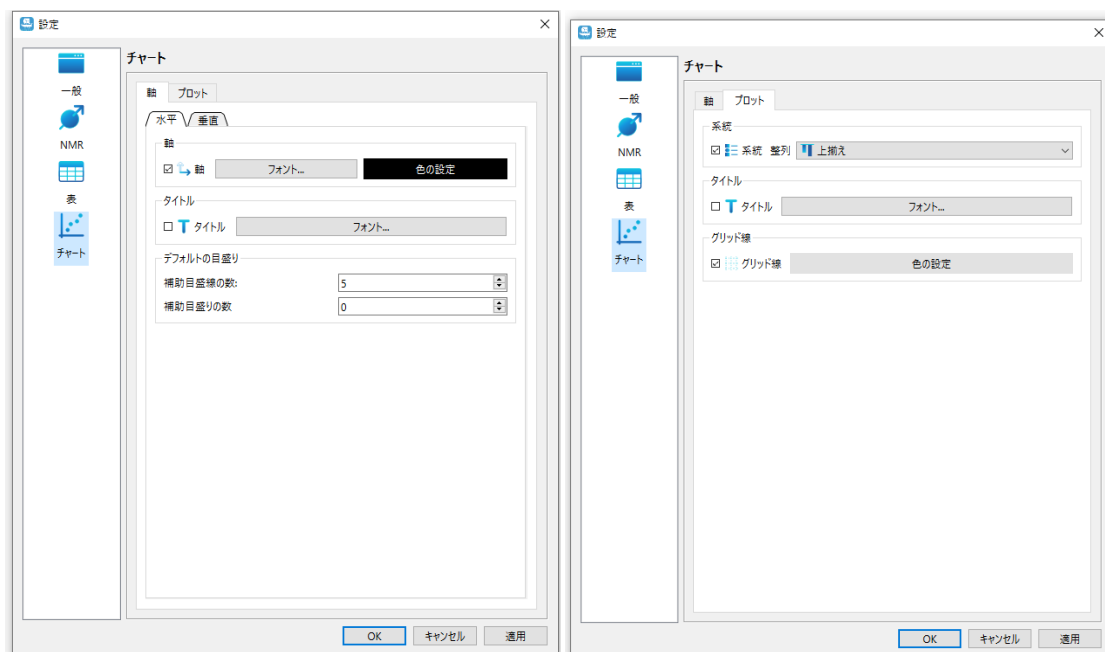 設定
チャート
一般
NMR
表
チャート
軸 プロット
水平 垂直
軸
軸 フォント... 色の設定
タイトル
タイトル フォント...
デフォルトの目盛り
補助目盛線の数: 5
補助目盛りの数 0
OK キャンセル 適用
設定
チャート
一般
NMR
表
チャート
軸 プロット
系統
系統 整列 上揃え
タイトル
タイトル フォント...
グリッド線
グリッド線 色の設定
OK キャンセル 適用